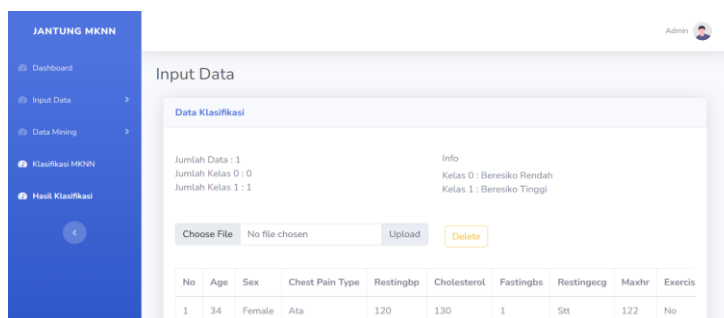 JANTUNG MKNN
Admin
Dashboard
Input Data
Data Mining
Klasifikasi MKNN
Hasil Klasifikasi
Input Data
Data Klasifikasi
Jumlah Data : 1
Jumlah Kelas 0 : 0
Jumlah Kelas 1 : 1
Info
Kelas 0 : Beresiko Rendah
Kelas 1 : Beresiko Tinggi
Choose File No file chosen Upload Delete
No Age Sex Chest Pain Type Restingbp Cholesterol Fastingbs Restingecg Maxhr Exercis
1 34 Female Ata 120 130 1 Stt 122 No